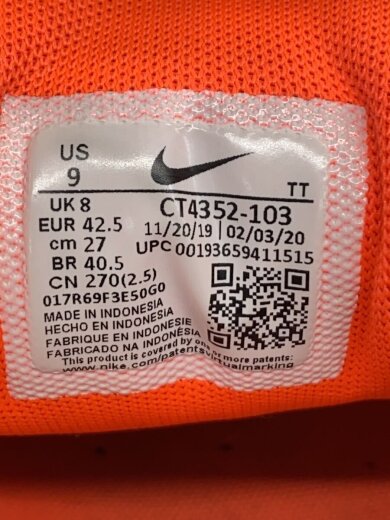 US
9
TT
UK 8
CT4352-103
EUR 42.5
11/20/19 | 02/03/20
cm 27
UPC 00193659411515
BR 40.5
CN 270(2.5)
017R69F3E50G0
MADE IN INDONESIA
HECHO EN INDONESIA
FABRIQUE EN INDONESIE
FABRICADO NA INDONÉSIA
This product is covered by one or more patents:
www.nike.com/patentsvirtualmarking